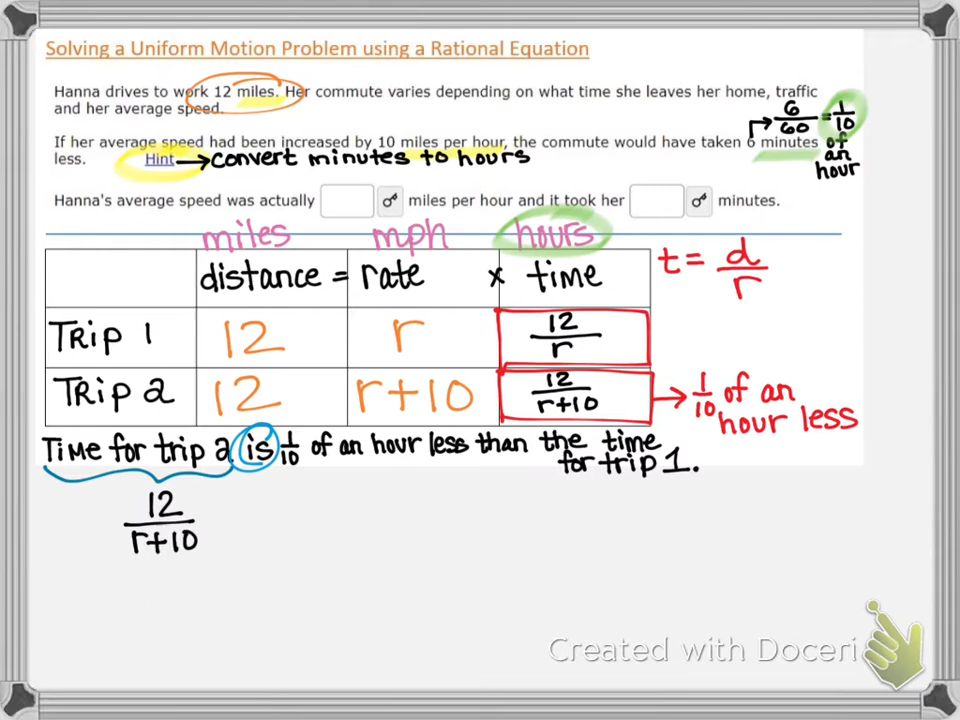 Solving a Uniform Motion Problem using a Rational Equation
Hanna drives to work 12 miles. Her commute varies depending on what time she leaves her home, traffic
and her average speed.
6/60 = 1/10
If her average speed had been increased by 10 miles per hour, the commute would have taken 6 minutes
less.
of
an
hour
Hint → convert minutes to hours
Hanna's average speed was actually miles per hour and it took her minutes.
miles mph hours
distance = rate x time
t = d/r
Trip 1 12 r 12/r
Trip 2 12 r+10 12/r+10
→ 1/10 of an
hour less
Time for trip 2 is 1/10 of an hour less than the time
for trip 1.
12/r+10
Created with Doceri